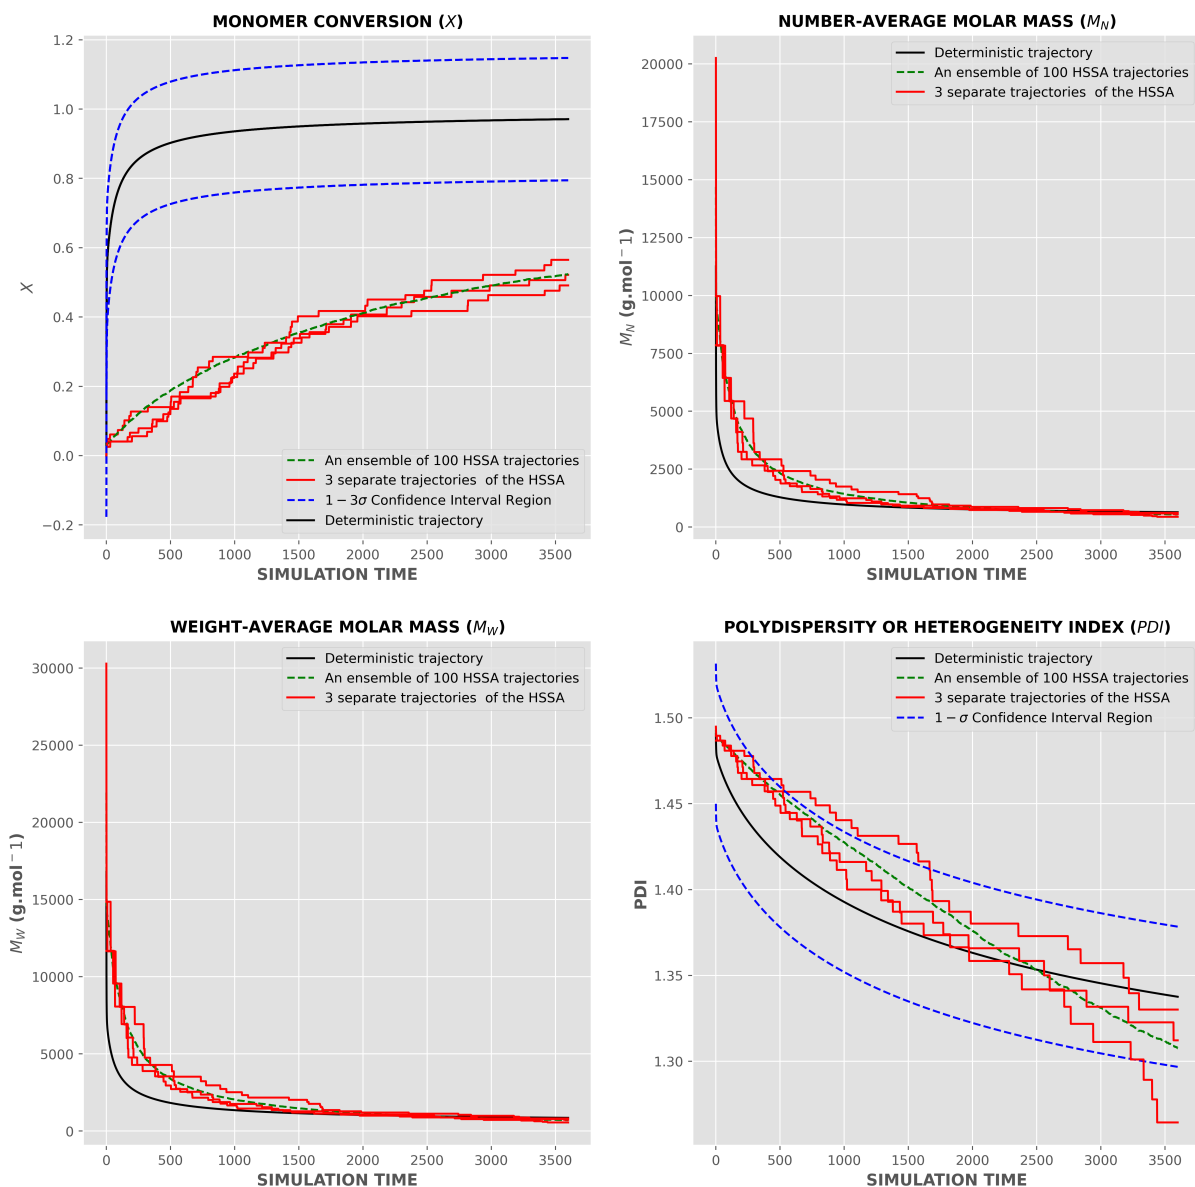 MONOMER CONVERSION (X)
1.2
1.0
0.8
0.6
0.4
0.2
0.0
−0.2
X
An ensemble of 100 HSSA trajectories
3 separate trajectories of the HSSA
1 − 3σ Confidence Interval Region
Deterministic trajectory
0 500 1000 1500 2000 2500 3000 3500
SIMULATION TIME
NUMBER-AVERAGE MOLAR MASS (M_N)
20000
17500
15000
12500
10000
7500
5000
2500
0
M_N (g.mol⁻1)
Deterministic trajectory
An ensemble of 100 HSSA trajectories
3 separate trajectories of the HSSA
0 500 1000 1500 2000 2500 3000 3500
SIMULATION TIME
WEIGHT-AVERAGE MOLAR MASS (M_W)
30000
25000
20000
15000
10000
5000
0
M_W (g.mol⁻1)
Deterministic trajectory
An ensemble of 100 HSSA trajectories
3 separate trajectories of the HSSA
0 500 1000 1500 2000 2500 3000 3500
SIMULATION TIME
POLYDISPERSITY OR HETEROGENEITY INDEX (PDI)
1.50
1.45
1.40
1.35
1.30
PDI
Deterministic trajectory
An ensemble of 100 HSSA trajectories
3 separate trajectories of the HSSA
1 − σ Confidence Interval Region
0 500 1000 1500 2000 2500 3000 3500
SIMULATION TIME